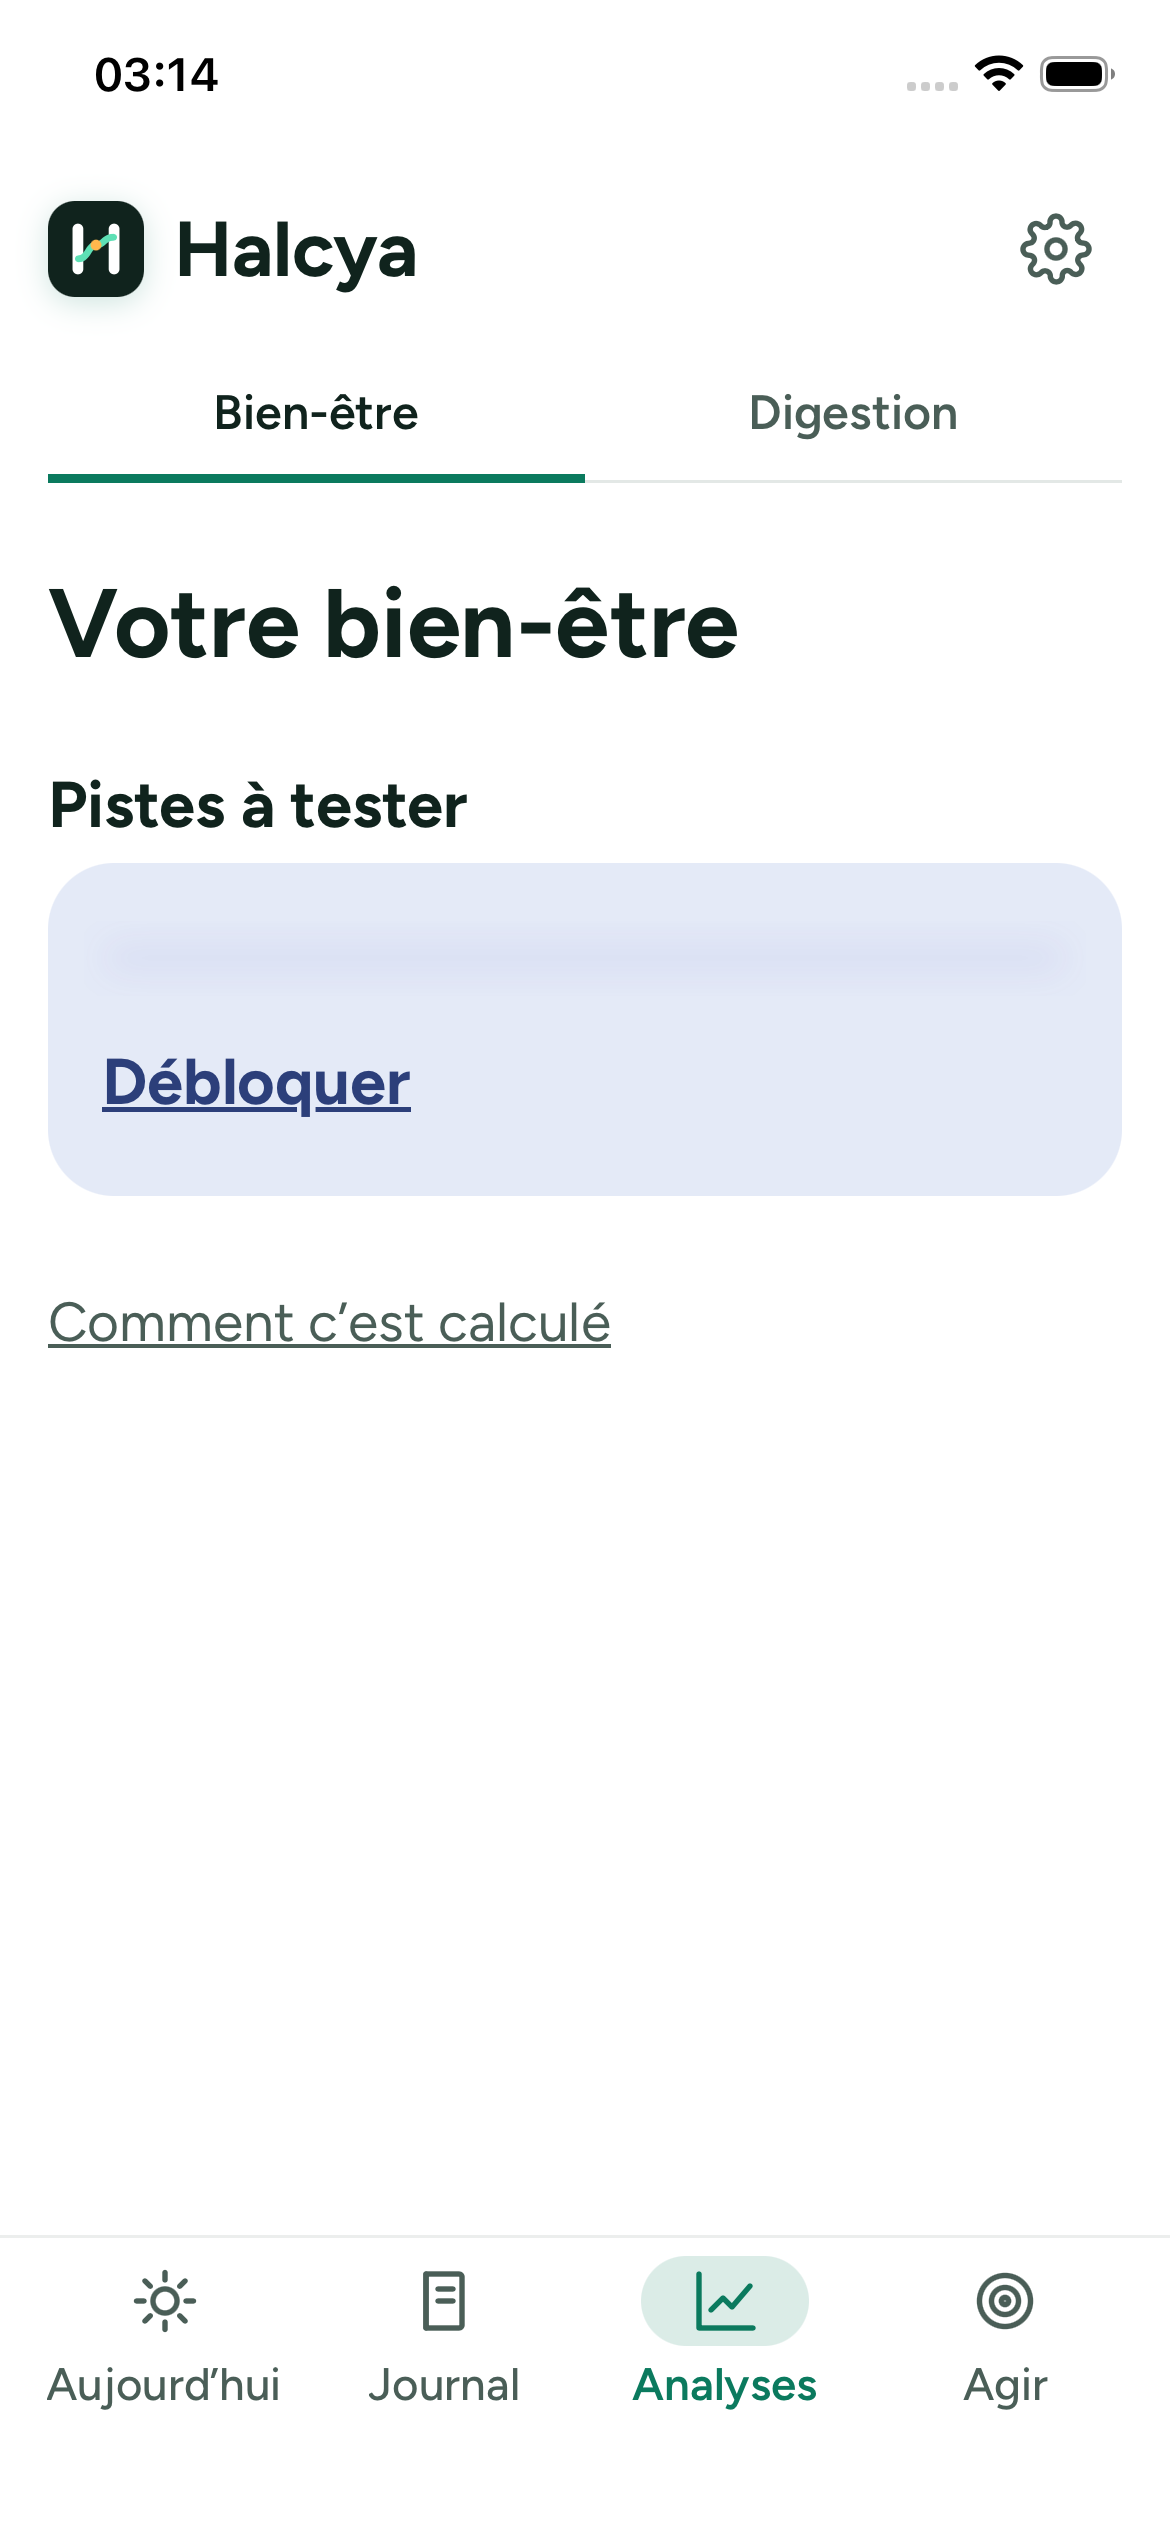 03:14
Halcya
Bien-être
Digestion
Votre bien-être
Pistes à tester
Débloquer
Comment c’est calculé
Aujourd’hui
Journal
Analyses
Agir